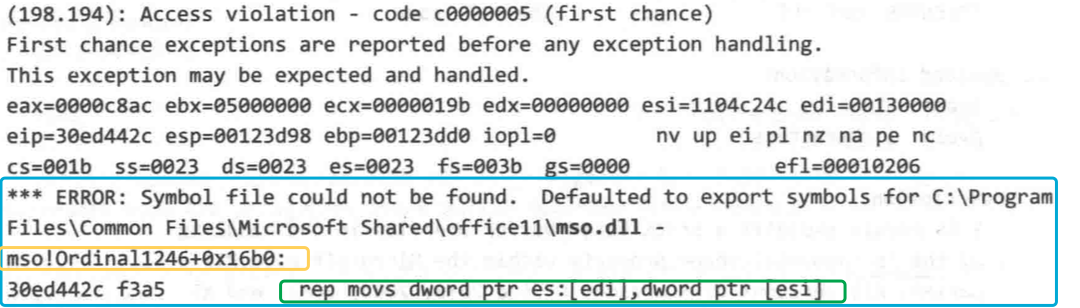 (198.194): Access violation - code c0000005 (first chance)
First chance exceptions are reported before any exception handling.
This exception may be expected and handled.
eax=0000c8ac ebx=05000000 ecx=0000019b edx=00000000 esi=1104c24c edi=00130000
eip=30ed442c esp=00123d98 ebp=00123dd0 iopl=0 nv up ei pl nz na pe nc
cs=001b ss=0023 ds=0023 es=0023 fs=003b gs=0000 efl=00010206
*** ERROR: Symbol file could not be found. Defaulted to export symbols for C:\Program
Files\Common Files\Microsoft Shared\office11\mso.dll -
mso!Ordinal1246+0x16b0:
30ed442c f3a5 rep movs dword ptr es:[edi],dword ptr [esi]